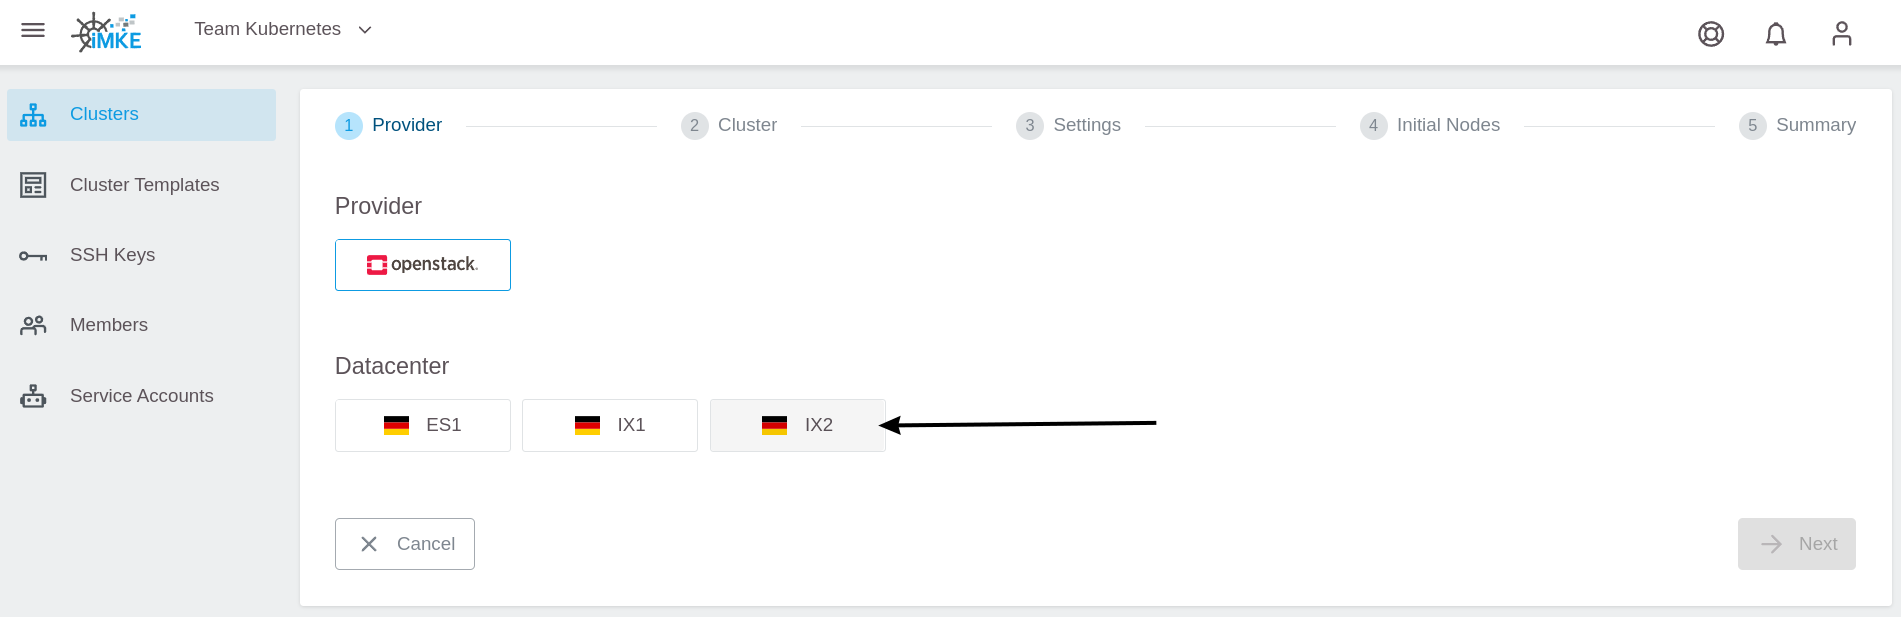 iMKE
Team Kubernetes
Clusters
Cluster Templates
SSH Keys
Members
Service Accounts
1 Provider
2 Cluster
3 Settings
4 Initial Nodes
5 Summary
Provider
openstack.
Datacenter
ES1
IX1
IX2
Cancel
Next